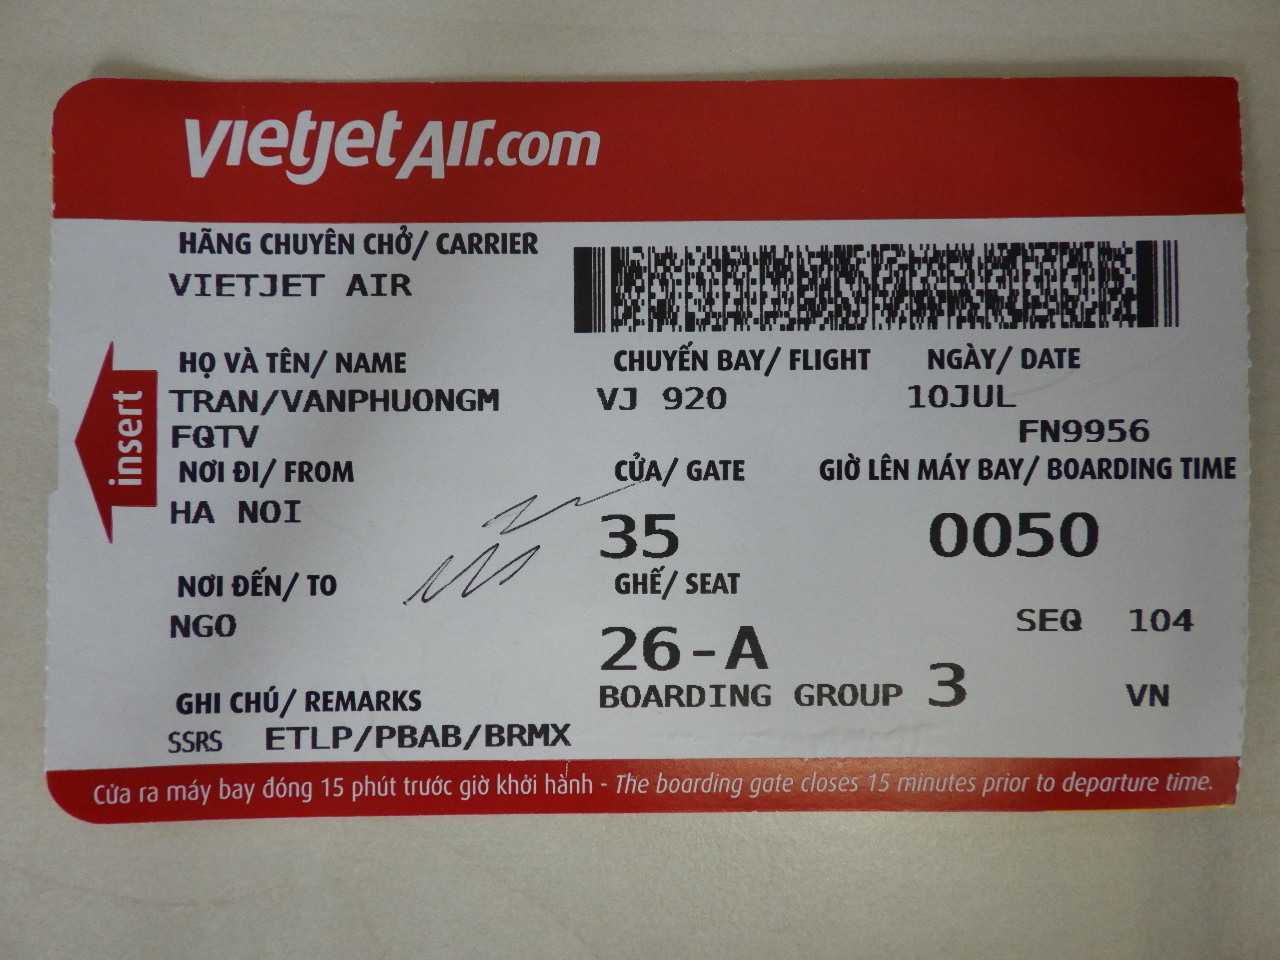 vietjetAir.com
HÃNG CHUYÊN CHỞ/ CARRIER
VIETJET AIR
HỌ VÀ TÊN/ NAME CHUYẾN BAY/ FLIGHT NGÀY/ DATE
TRAN/VANPHUONGM VJ 920 10JUL
FQTV FN9956
NƠI ĐI/ FROM CỬA/ GATE GIỜ LÊN MÁY BAY/ BOARDING TIME
HA NOI 35 0050
NƠI ĐẾN/ TO GHẾ/ SEAT
NGO 26-A SEQ 104
GHI CHÚ/ REMARKS BOARDING GROUP 3 VN
SSRS ETLP/PBAB/BRMX
insert
Cửa ra máy bay đóng 15 phút trước giờ khởi hành - The boarding gate closes 15 minutes prior to departure time.